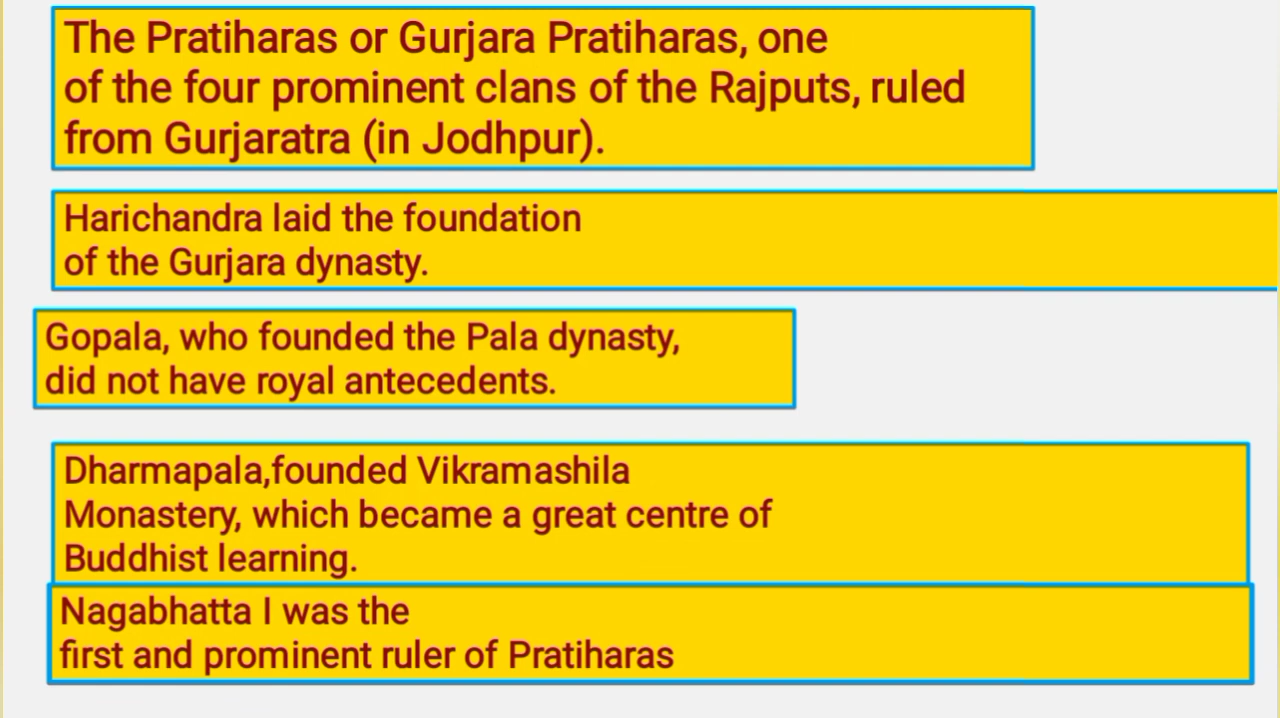 The Pratiharas or Gurjara Pratiharas, one
of the four prominent clans of the Rajputs, ruled
from Gurjaratra (in Jodhpur).
Harichandra laid the foundation
of the Gurjara dynasty.
Gopala, who founded the Pala dynasty,
did not have royal antecedents.
Dharmapala,founded Vikramashila
Monastery, which became a great centre of
Buddhist learning.
Nagabhatta I was the
first and prominent ruler of Pratiharas